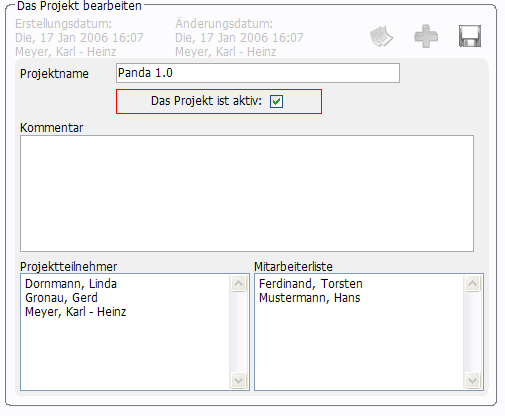 Das Projekt bearbeiten
Erstellungsdatum:
Die, 17 Jan 2006 16:07
Meyer, Karl - Heinz
Änderungsdatum:
Die, 17 Jan 2006 16:07
Meyer, Karl - Heinz
Projektname
Panda 1.0
Das Projekt ist aktiv:
Kommentar
Projektteilnehmer
Dornmann, Linda
Gronau, Gerd
Meyer, Karl - Heinz
Mitarbeiterliste
Ferdinand, Torsten
Mustermann, Hans